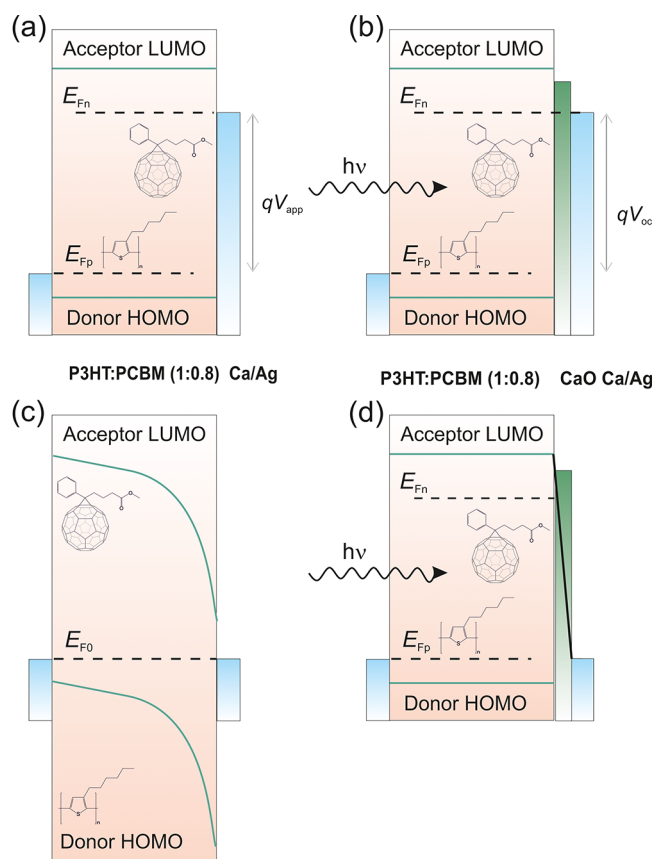 (a)
Acceptor LUMO
EFn
O
O
qVapp
EFp
S
n
Donor HOMO
P3HT:PCBM (1:0.8) Ca/Ag
(b)
Acceptor LUMO
EFn
hν
O
O
qVoc
EFp
S
n
Donor HOMO
P3HT:PCBM (1:0.8) CaO Ca/Ag
(c)
Acceptor LUMO
O
O
EF0
S
n
Donor HOMO
(d)
Acceptor LUMO
EFn
hν
O
O
EFp
S
n
Donor HOMO